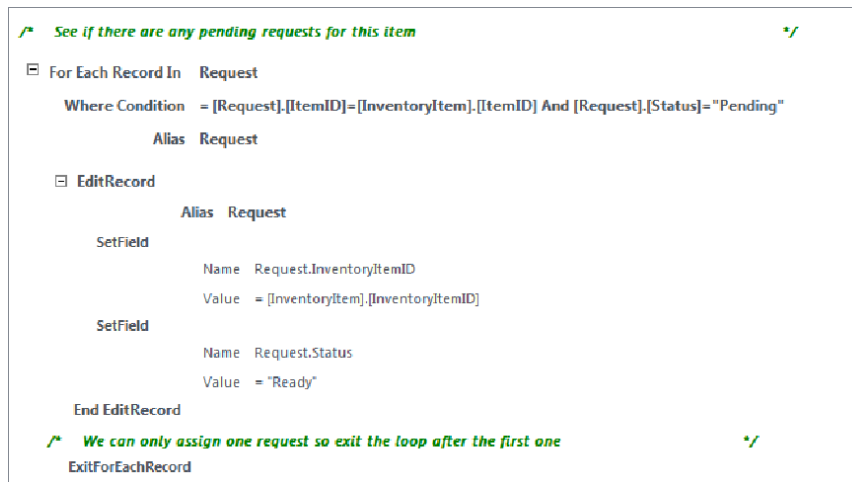 /* See if there are any pending requests for this item */
For Each Record In Request
Where Condition = [Request].[ItemID]=[InventoryItem].[ItemID] And [Request].[Status]="Pending"
Alias Request
EditRecord
Alias Request
SetField
Name Request.InventoryItemID
Value = [InventoryItem].[InventoryItemID]
SetField
Name Request.Status
Value = "Ready"
End EditRecord
/* We can only assign one request so exit the loop after the first one */
ExitForEachRecord